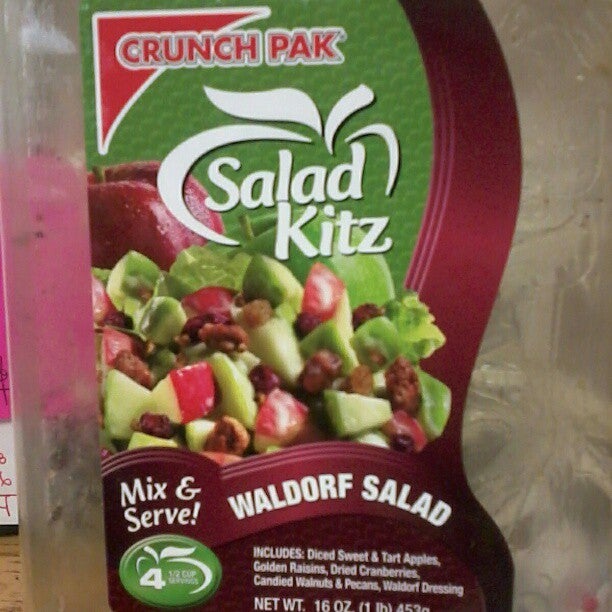 CRUNCH PAK
Salad
Kitz
Mix &
Serve!
WALDORF SALAD
4 1/2 CUP
SERVINGS
INCLUDES: Diced Sweet & Tart Apples,
Golden Raisins, Dried Cranberries,
Candied Walnuts & Pecans, Waldorf Dressing
NET WT. 16 OZ. (1 lb) 453g